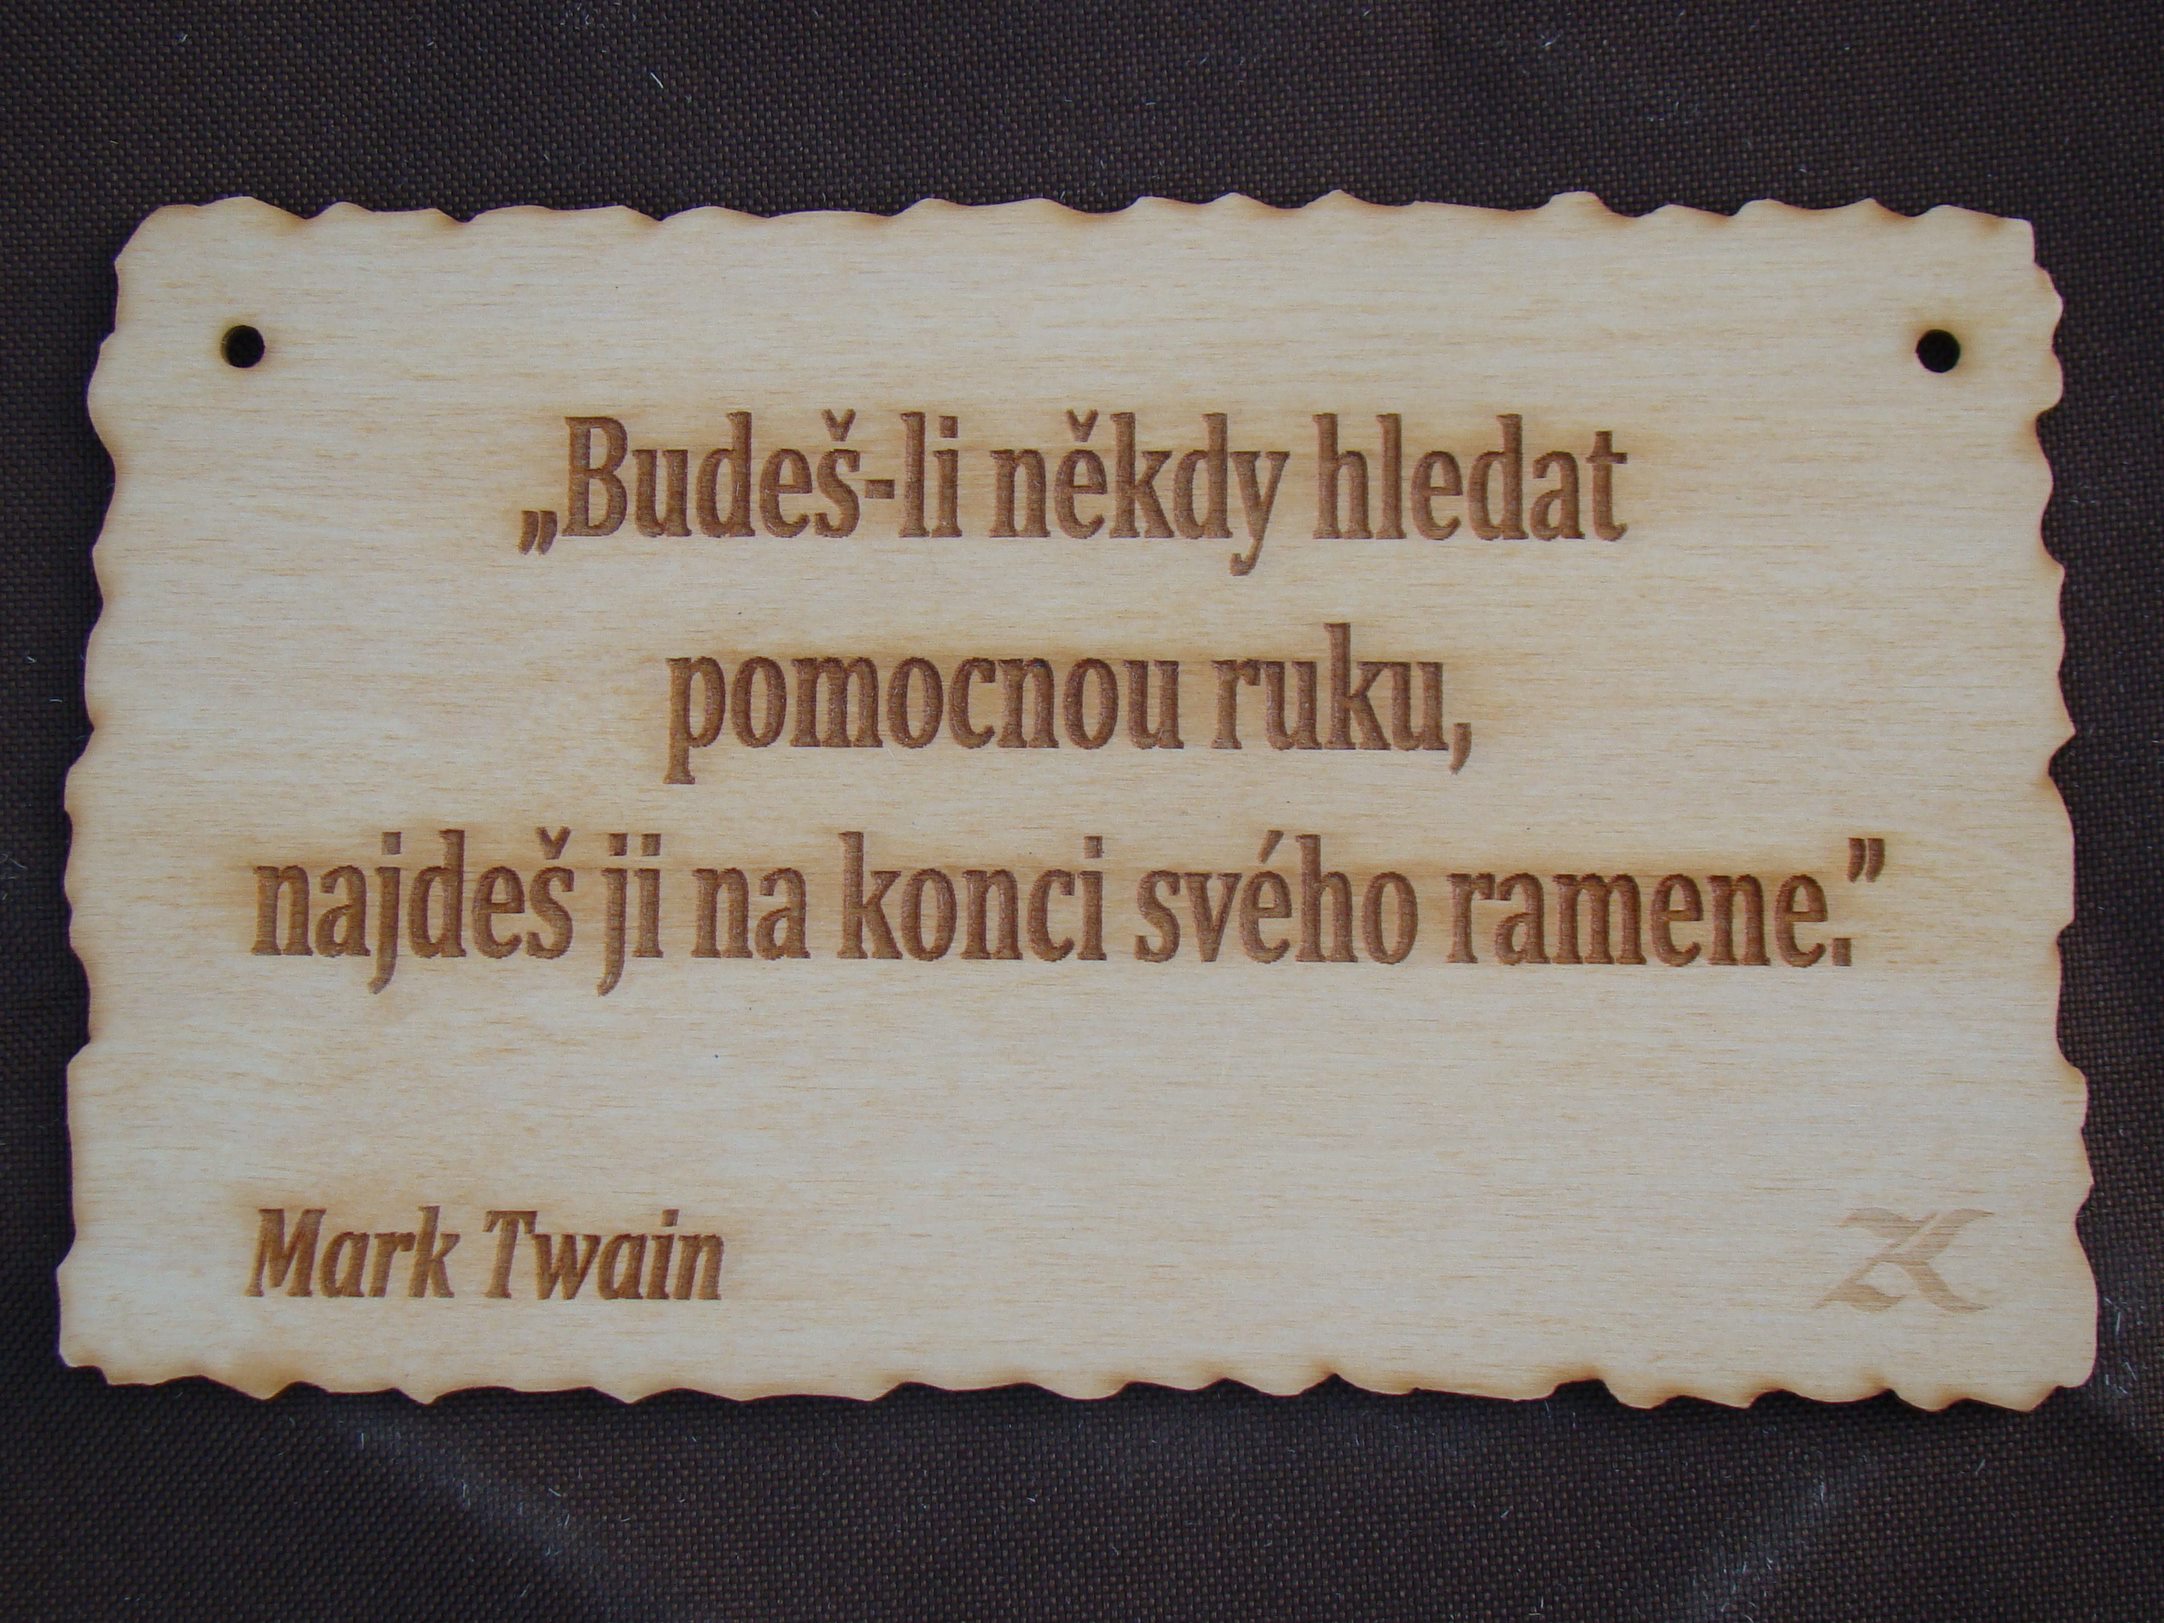 „Budeš-li někdy hledat
pomocnou ruku,
najdeš ji na konci svého ramene.”
Mark Twain
K